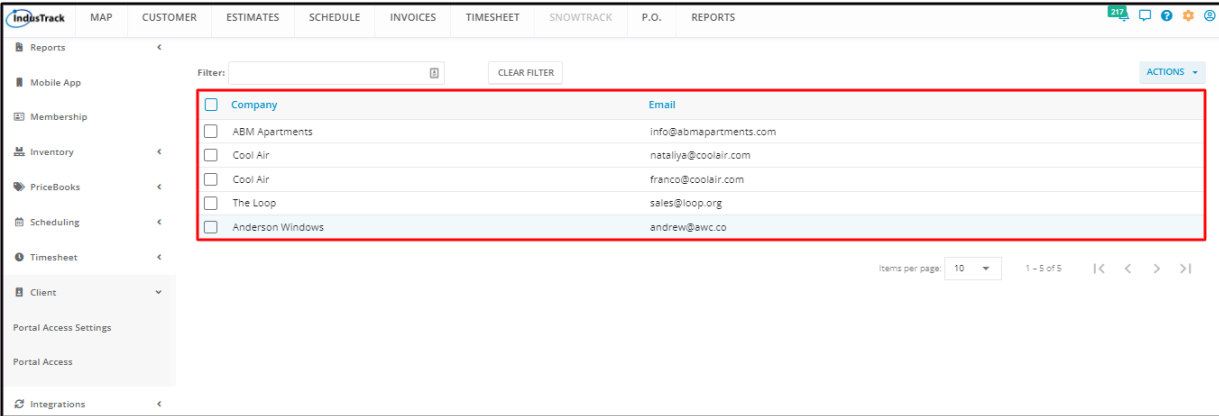 IndusTrack MAP CUSTOMER ESTIMATES SCHEDULE INVOICES TIMESHEET SNOWTRACK P.O. REPORTS 217
Reports
Filter: CLEAR FILTER ACTIONS
Mobile App
Company Email
Membership
ABM Apartments info@abmapartments.com
Inventory
Cool Air nataliya@coolair.com
Cool Air franco@coolair.com
PriceBooks
The Loop sales@loop.org
Scheduling
Anderson Windows andrew@awc.co
Timesheet
Items per page: 10 1 – 5 of 5
Client
Portal Access Settings
Portal Access
Integrations